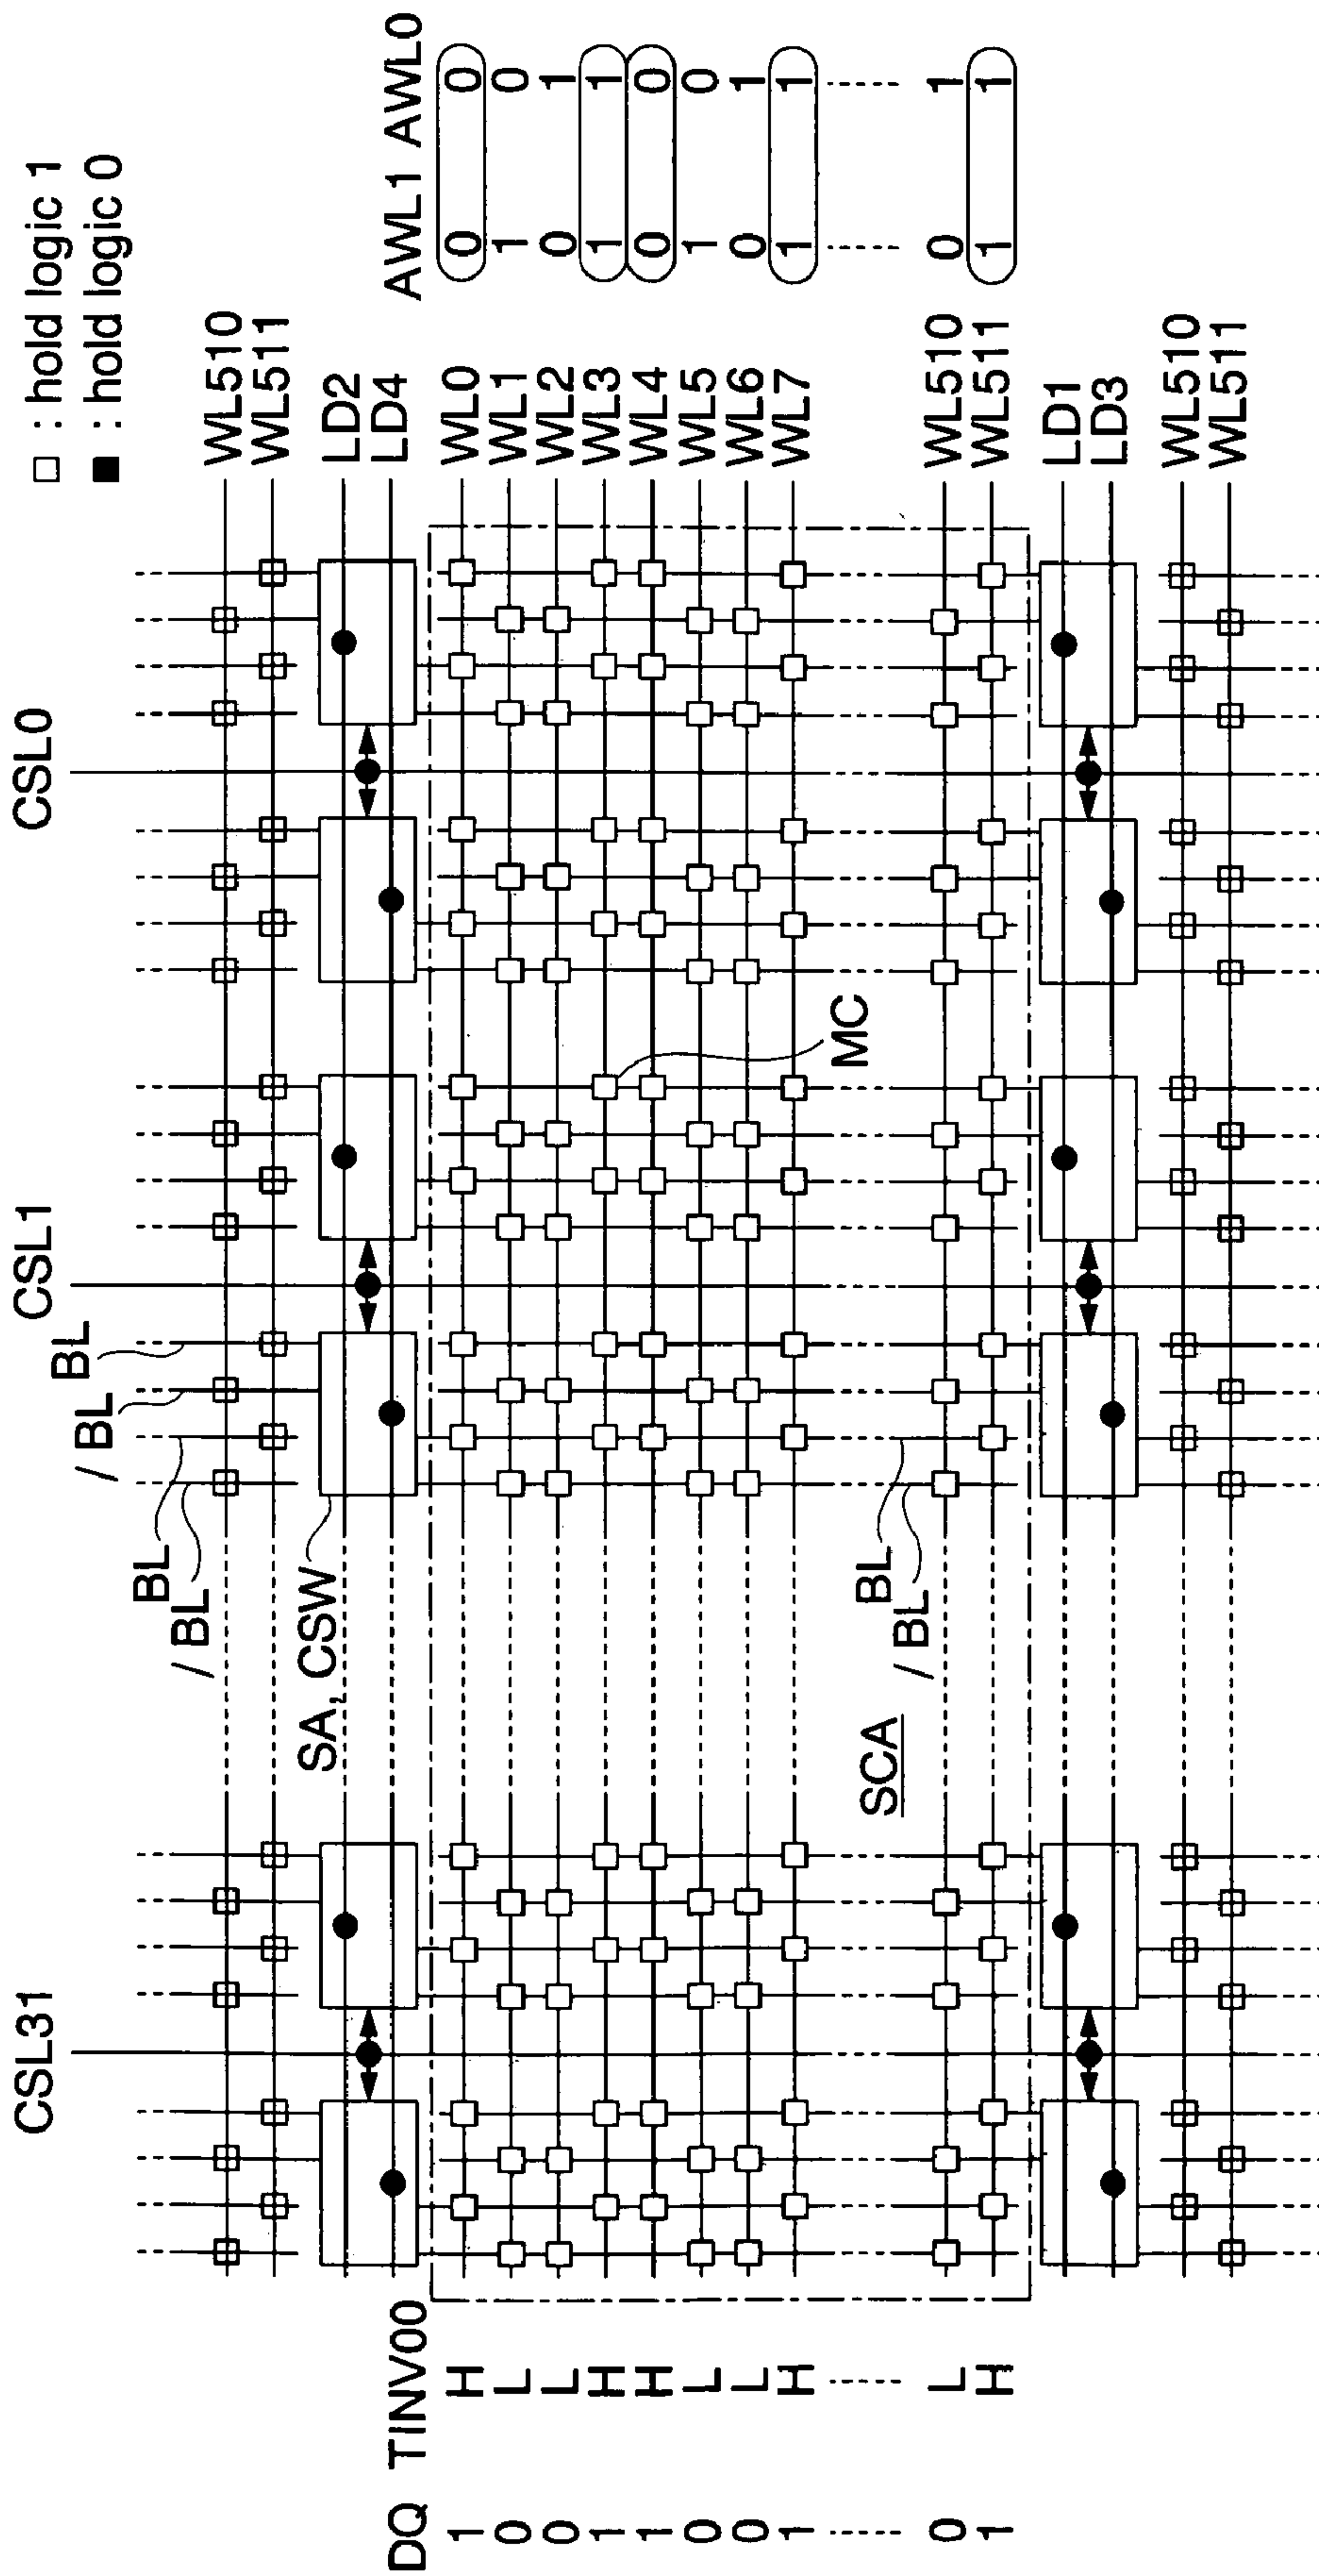 CSL31 CSL1 CSL0
□ : hold logic 1
■ : hold logic 0
BL
/ BL
BL
/ BL
WL510
WL511
SA, CSW
LD2
LD4
DQ TINV00 AWL1 AWL0
1 H WL0 0 0
0 L WL1 1 0
0 L WL2 0 1
1 H WL3 1 1
1 H WL4 0 0
0 L WL5 1 0
0 L WL6 0 1
1 H WL7 1 1
MC
SCA
BL
/ BL
0 L WL510 0 1
1 H WL511 1 1
LD1
LD3
WL510
WL511